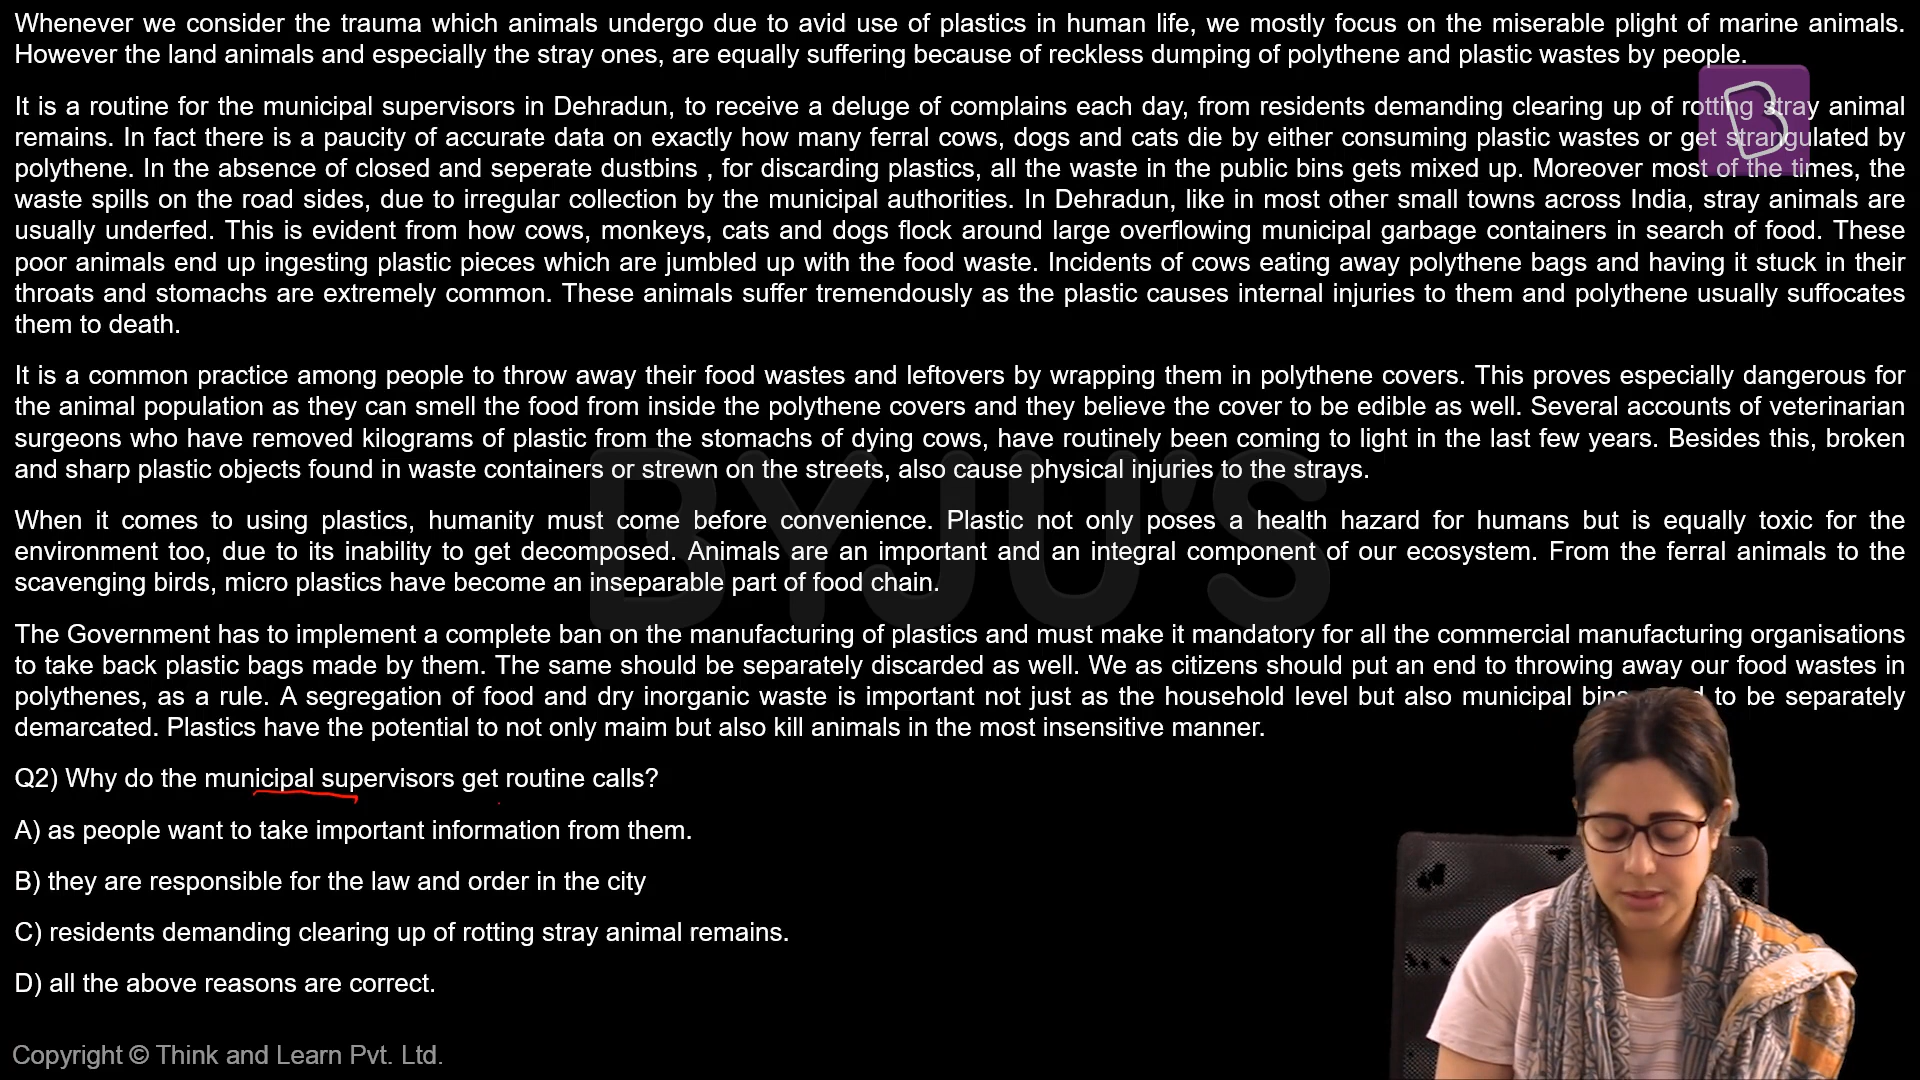 Whenever we consider the trauma which animals undergo due to avid use of plastics in human life, we mostly focus on the miserable plight of marine animals.
However the land animals and especially the stray ones, are equally suffering because of reckless dumping of polythene and plastic wastes by people.
It is a routine for the municipal supervisors in Dehradun, to receive a deluge of complains each day, from residents demanding clearing up of rotting stray animal
remains. In fact there is a paucity of accurate data on exactly how many ferral cows, dogs and cats die by either consuming plastic wastes or get strangulated by
polythene. In the absence of closed and seperate dustbins , for discarding plastics, all the waste in the public bins gets mixed up. Moreover most of the times, the
waste spills on the road sides, due to irregular collection by the municipal authorities. In Dehradun, like in most other small towns across India, stray animals are
usually underfed. This is evident from how cows, monkeys, cats and dogs flock around large overflowing municipal garbage containers in search of food. These
poor animals end up ingesting plastic pieces which are jumbled up with the food waste. Incidents of cows eating away polythene bags and having it stuck in their
throats and stomachs are extremely common. These animals suffer tremendously as the plastic causes internal injuries to them and polythene usually suffocates
them to death.
It is a common practice among people to throw away their food wastes and leftovers by wrapping them in polythene covers. This proves especially dangerous for
the animal population as they can smell the food from inside the polythene covers and they believe the cover to be edible as well. Several accounts of veterinarian
surgeons who have removed kilograms of plastic from the stomachs of dying cows, have routinely been coming to light in the last few years. Besides this, broken
and sharp plastic objects found in waste containers or strewn on the streets, also cause physical injuries to the strays.
When it comes to using plastics, humanity must come before convenience. Plastic not only poses a health hazard for humans but is equally toxic for the
environment too, due to its inability to get decomposed. Animals are an important and an integral component of our ecosystem. From the ferral animals to the
scavenging birds, micro plastics have become an inseparable part of food chain.
BYJU'S
The Government has to implement a complete ban on the manufacturing of plastics and must make it mandatory for all the commercial manufacturing organisations
to take back plastic bags made by them. The same should be separately discarded as well. We as citizens should put an end to throwing away our food wastes in
polythenes, as a rule. A segregation of food and dry inorganic waste is important not just as the household level but also municipal to be separately
demarcated. Plastics have the potential to not only maim but also kill animals in the most insensitive manner.
Q2) Why do the municipal supervisors get routine calls?
A) as people want to take important information from them.
B) they are responsible for the law and order in the city
C) residents demanding clearing up of rotting stray animal remains.
D) all the above reasons are correct.
Copyright © Think and Learn Pvt. Ltd.